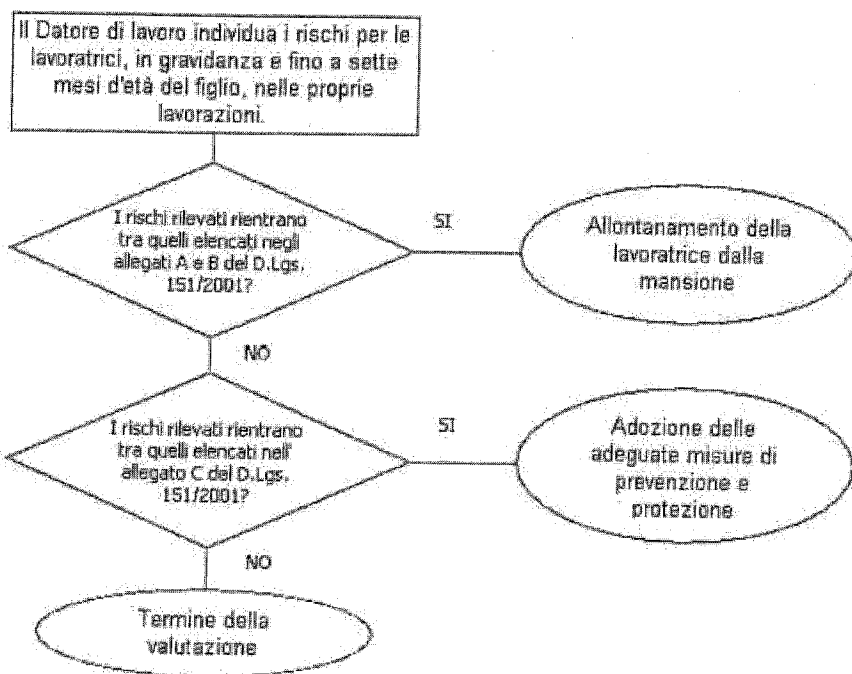 Il Datore di lavoro individua i rischi per le
lavoratrici, in gravidanza e fino a sette
mesi d'età del figlio, nelle proprie
lavorazioni.
I rischi rilevati rientrano
tra quelli elencati negli
allegati A e B del D.Lgs.
151/2001?
SI
Allontanamento della
lavoratrice dalla
mansione
NO
I rischi rilevati rientrano
tra quelli elencati nell'
allegato C del D.Lgs.
151/2001?
SI
Adozione delle
adeguate misure di
prevenzione e
protezione
NO
Termine della
valutazione